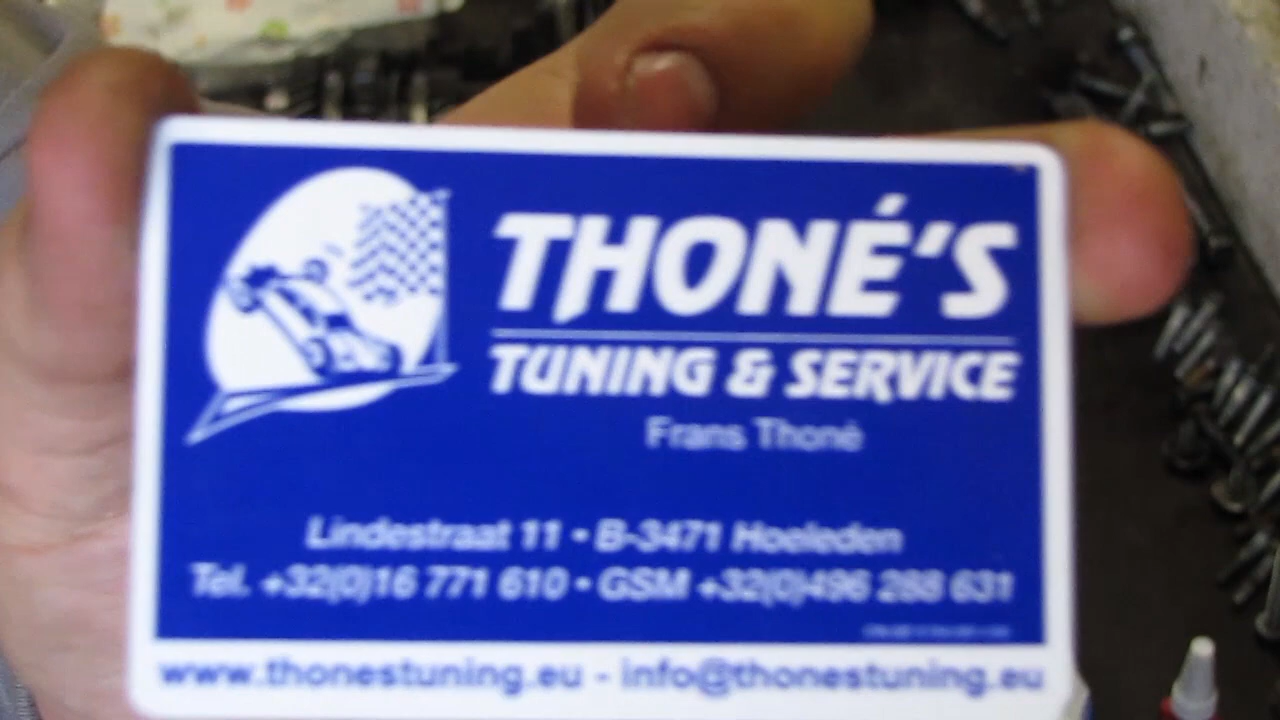 THONÉ'S
TUNING & SERVICE
Frans Thoné
Lindestraat 11 • B-3471 Hoeleden
Tel. +32(0)16 771 610 • GSM +32(0)496 288 631
www.thonestuning.eu - info@thonestuning.eu